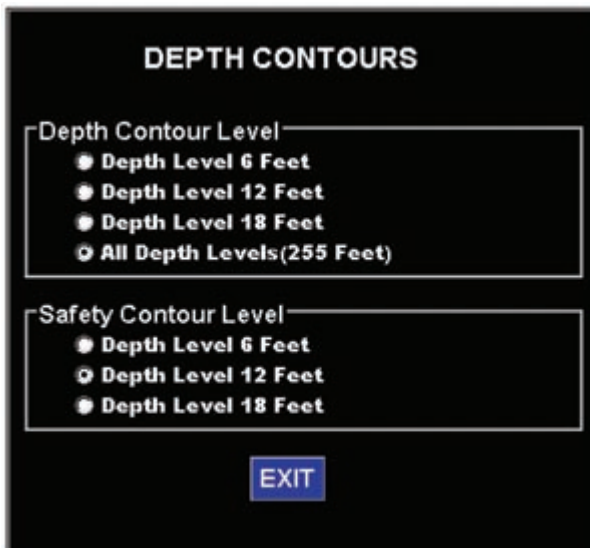 DEPTH CONTOURS
Depth Contour Level
Depth Level 6 Feet
Depth Level 12 Feet
Depth Level 18 Feet
All Depth Levels(255 Feet)
Safety Contour Level
Depth Level 6 Feet
Depth Level 12 Feet
Depth Level 18 Feet
EXIT